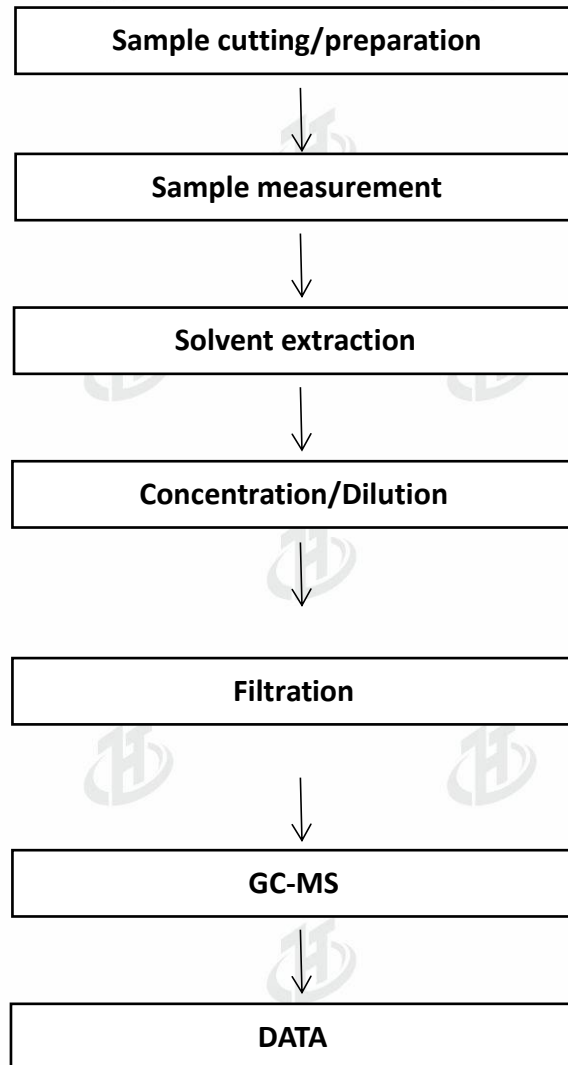 Sample cutting/preparation
Sample measurement
Solvent extraction
Concentration/Dilution
Filtration
GC-MS
DATA